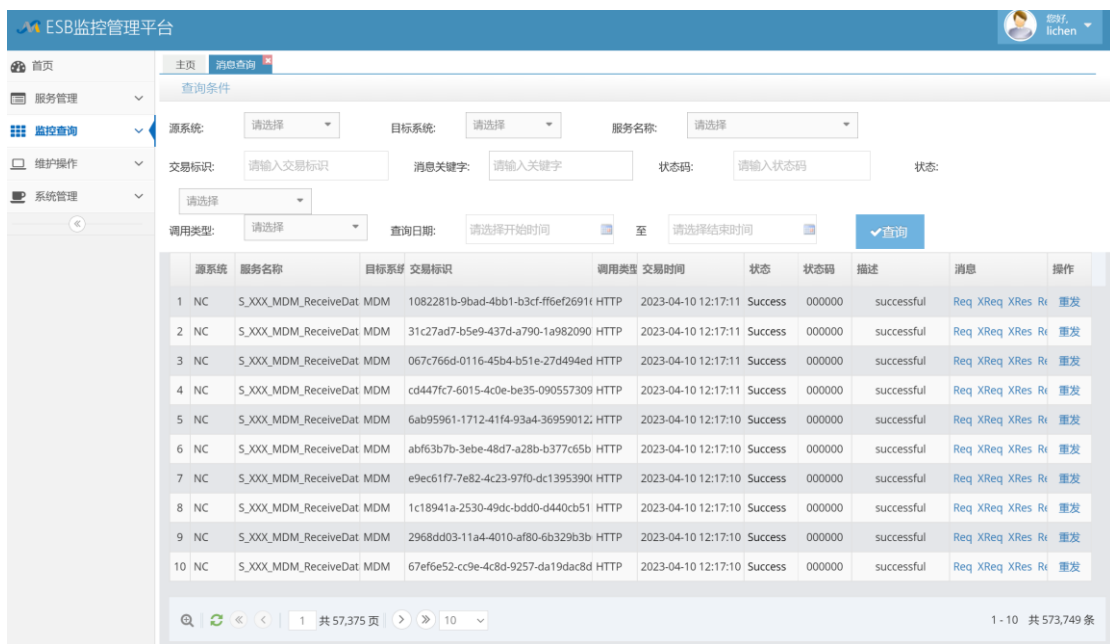 ESB监控管理平台
您好,
lichen
首页
服务管理
监控查询
维护操作
系统管理
主页 消息查询
查询条件
源系统: 请选择 目标系统: 请选择 服务名称: 请选择
交易标识: 请输入交易标识 消息关键字: 请输入关键字 状态码: 请输入状态码 状态:
请选择
调用类型: 请选择 查询日期: 请选择开始时间 至 请选择结束时间 查询
源系统 服务名称 目标系统 交易标识 调用类型 交易时间 状态 状态码 描述 消息 操作
1 NC S_XXX_MDM_ReceiveDat MDM 1082281b-9bad-4bb1-b3cf-ff6ef26916 HTTP 2023-04-10 12:17:11 Success 000000 successful Req XReq XRes Re 重发
2 NC S_XXX_MDM_ReceiveDat MDM 31c27ad7-b5e9-437d-a790-1a982090 HTTP 2023-04-10 12:17:11 Success 000000 successful Req XReq XRes Re 重发
3 NC S_XXX_MDM_ReceiveDat MDM 067c766d-0116-45b4-b51e-27d494ed HTTP 2023-04-10 12:17:11 Success 000000 successful Req XReq XRes Re 重发
4 NC S_XXX_MDM_ReceiveDat MDM cd447fc7-6015-4c0e-be35-090557309 HTTP 2023-04-10 12:17:11 Success 000000 successful Req XReq XRes Re 重发
5 NC S_XXX_MDM_ReceiveDat MDM 6ab95961-1712-41f4-93a4-369590122 HTTP 2023-04-10 12:17:10 Success 000000 successful Req XReq XRes Re 重发
6 NC S_XXX_MDM_ReceiveDat MDM abf63b7b-3ebe-48d7-a28b-b377c65b HTTP 2023-04-10 12:17:10 Success 000000 successful Req XReq XRes Re 重发
7 NC S_XXX_MDM_ReceiveDat MDM e9ec61f7-7e82-4c23-97f0-dc1395390 HTTP 2023-04-10 12:17:10 Success 000000 successful Req XReq XRes Re 重发
8 NC S_XXX_MDM_ReceiveDat MDM 1c18941a-2530-49dc-bdd0-d440cb51 HTTP 2023-04-10 12:17:10 Success 000000 successful Req XReq XRes Re 重发
9 NC S_XXX_MDM_ReceiveDat MDM 2968dd03-11a4-4010-af80-6b329b3b HTTP 2023-04-10 12:17:10 Success 000000 successful Req XReq XRes Re 重发
10 NC S_XXX_MDM_ReceiveDat MDM 67ef6e52-cc9e-4c8d-9257-da19dac8d HTTP 2023-04-10 12:17:10 Success 000000 successful Req XReq XRes Re 重发
1 共 57,375 页 10 1 - 10 共 573,749 条